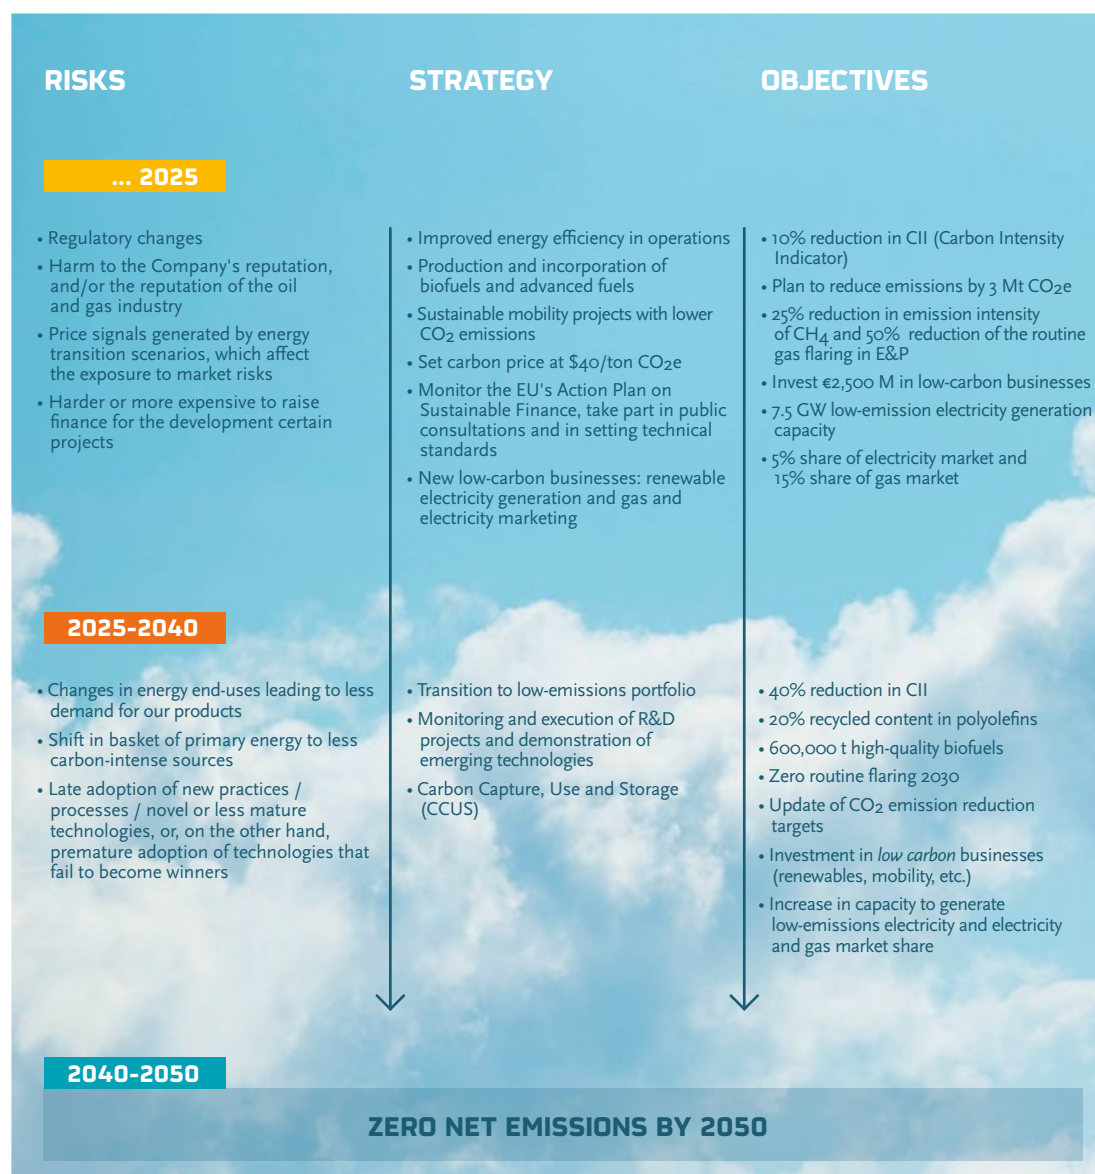 RISKS
STRATEGY
OBJECTIVES
... 2025
• Regulatory changes
• Harm to the Company's reputation,
and/or the reputation of the oil
and gas industry
• Price signals generated by energy
transition scenarios, which affect
the exposure to market risks
• Harder or more expensive to raise
finance for the development certain
projects
• Improved energy efficiency in operations
• Production and incorporation of
biofuels and advanced fuels
• Sustainable mobility projects with lower
CO2 emissions
• Set carbon price at $40/ton CO2e
• Monitor the EU's Action Plan on
Sustainable Finance, take part in public
consultations and in setting technical
standards
• New low-carbon businesses: renewable
electricity generation and gas and
electricity marketing
• 10% reduction in CII (Carbon Intensity
Indicator)
• Plan to reduce emissions by 3 Mt CO2e
• 25% reduction in emission intensity
of CH4 and 50% reduction of the routine
gas flaring in E&P
• Invest €2,500 M in low-carbon businesses
• 7.5 GW low-emission electricity generation
capacity
• 5% share of electricity market and
15% share of gas market
2025-2040
• Changes in energy end-uses leading to less
demand for our products
• Shift in basket of primary energy to less
carbon-intense sources
• Late adoption of new practices /
processes / novel or less mature
technologies, or, on the other hand,
premature adoption of technologies that
fail to become winners
• Transition to low-emissions portfolio
• Monitoring and execution of R&D
projects and demonstration of
emerging technologies
• Carbon Capture, Use and Storage
(CCUS)
• 40% reduction in CII
• 20% recycled content in polyolefins
• 600,000 t high-quality biofuels
• Zero routine flaring 2030
• Update of CO2 emission reduction
targets
• Investment in low carbon businesses
(renewables, mobility, etc.)
• Increase in capacity to generate
low-emissions electricity and electricity
and gas market share
2040-2050
ZERO NET EMISSIONS BY 2050